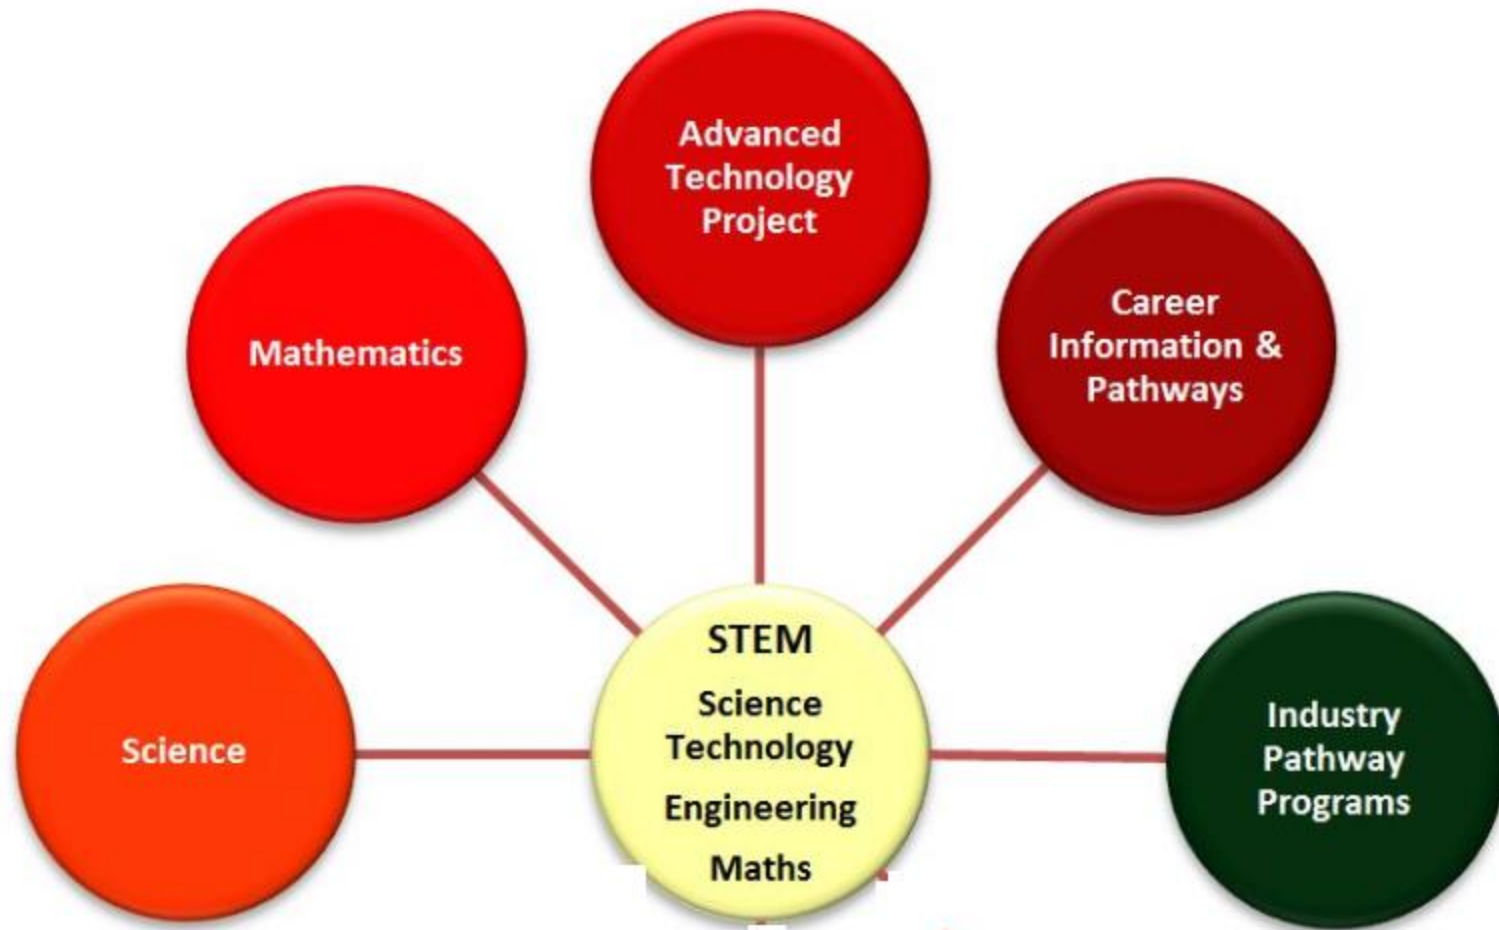 Advanced
Technology
Project
Mathematics
Career
Information &
Pathways
Science
STEM
Science
Technology
Engineering
Maths
Industry
Pathway
Programs